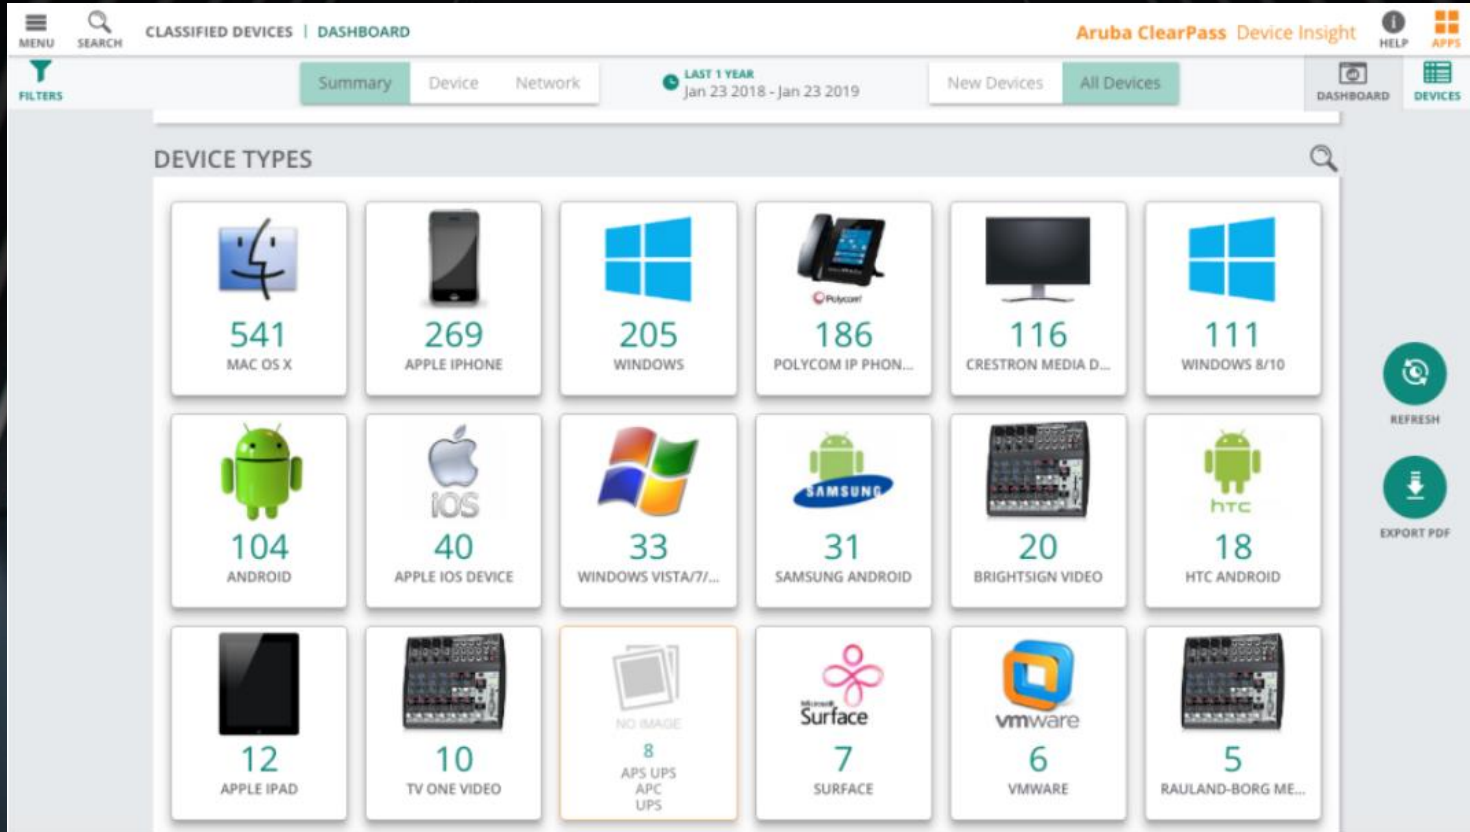 MENU
SEARCH
CLASSIFIED DEVICES | DASHBOARD
Aruba ClearPass Device Insight
HELP
APPS
FILTERS
Summary
Device
Network
LAST 1 YEAR
Jan 23 2018 - Jan 23 2019
New Devices
All Devices
DASHBOARD
DEVICES
DEVICE TYPES
541
MAC OS X
269
APPLE IPHONE
205
WINDOWS
Polycom
186
POLYCOM IP PHON...
116
CRESTRON MEDIA D...
111
WINDOWS 8/10
REFRESH
104
ANDROID
iOS
40
APPLE IOS DEVICE
33
WINDOWS VISTA/7/...
SAMSUNG
31
SAMSUNG ANDROID
20
BRIGHTSIGN VIDEO
hTC
18
HTC ANDROID
EXPORT PDF
12
APPLE IPAD
10
TV ONE VIDEO
NO IMAGE
8
APS UPS
APC
UPS
Microsoft
Surface
7
SURFACE
vmware
6
VMWARE
5
RAULAND-BORG ME...